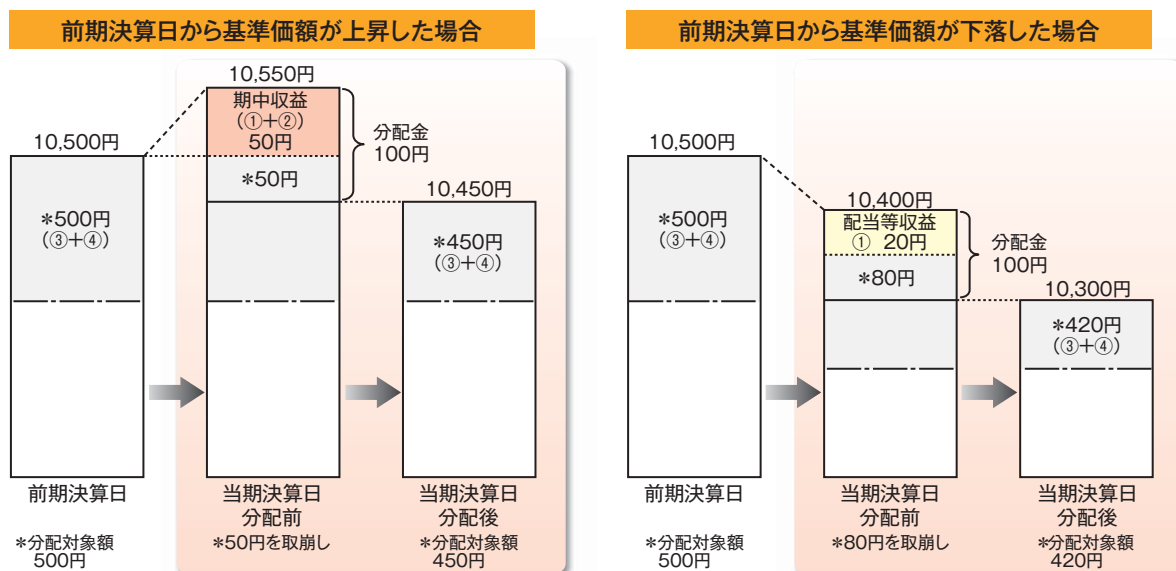 前期決算日から基準価額が上昇した場合
10,550円
期中収益
(①+②)
50円
分配金
100円
10,500円
*50円
10,450円
*500円
(③+④)
*450円
(③+④)
前期決算日
当期決算日
分配前
当期決算日
分配後
*分配対象額
500円
*50円を取崩し
*分配対象額
450円
前期決算日から基準価額が下落した場合
10,500円
10,400円
*500円
(③+④)
配当等収益
① 20円
分配金
100円
*80円
10,300円
*420円
(③+④)
前期決算日
当期決算日
分配前
当期決算日
分配後
*分配対象額
500円
*80円を取崩し
*分配対象額
420円